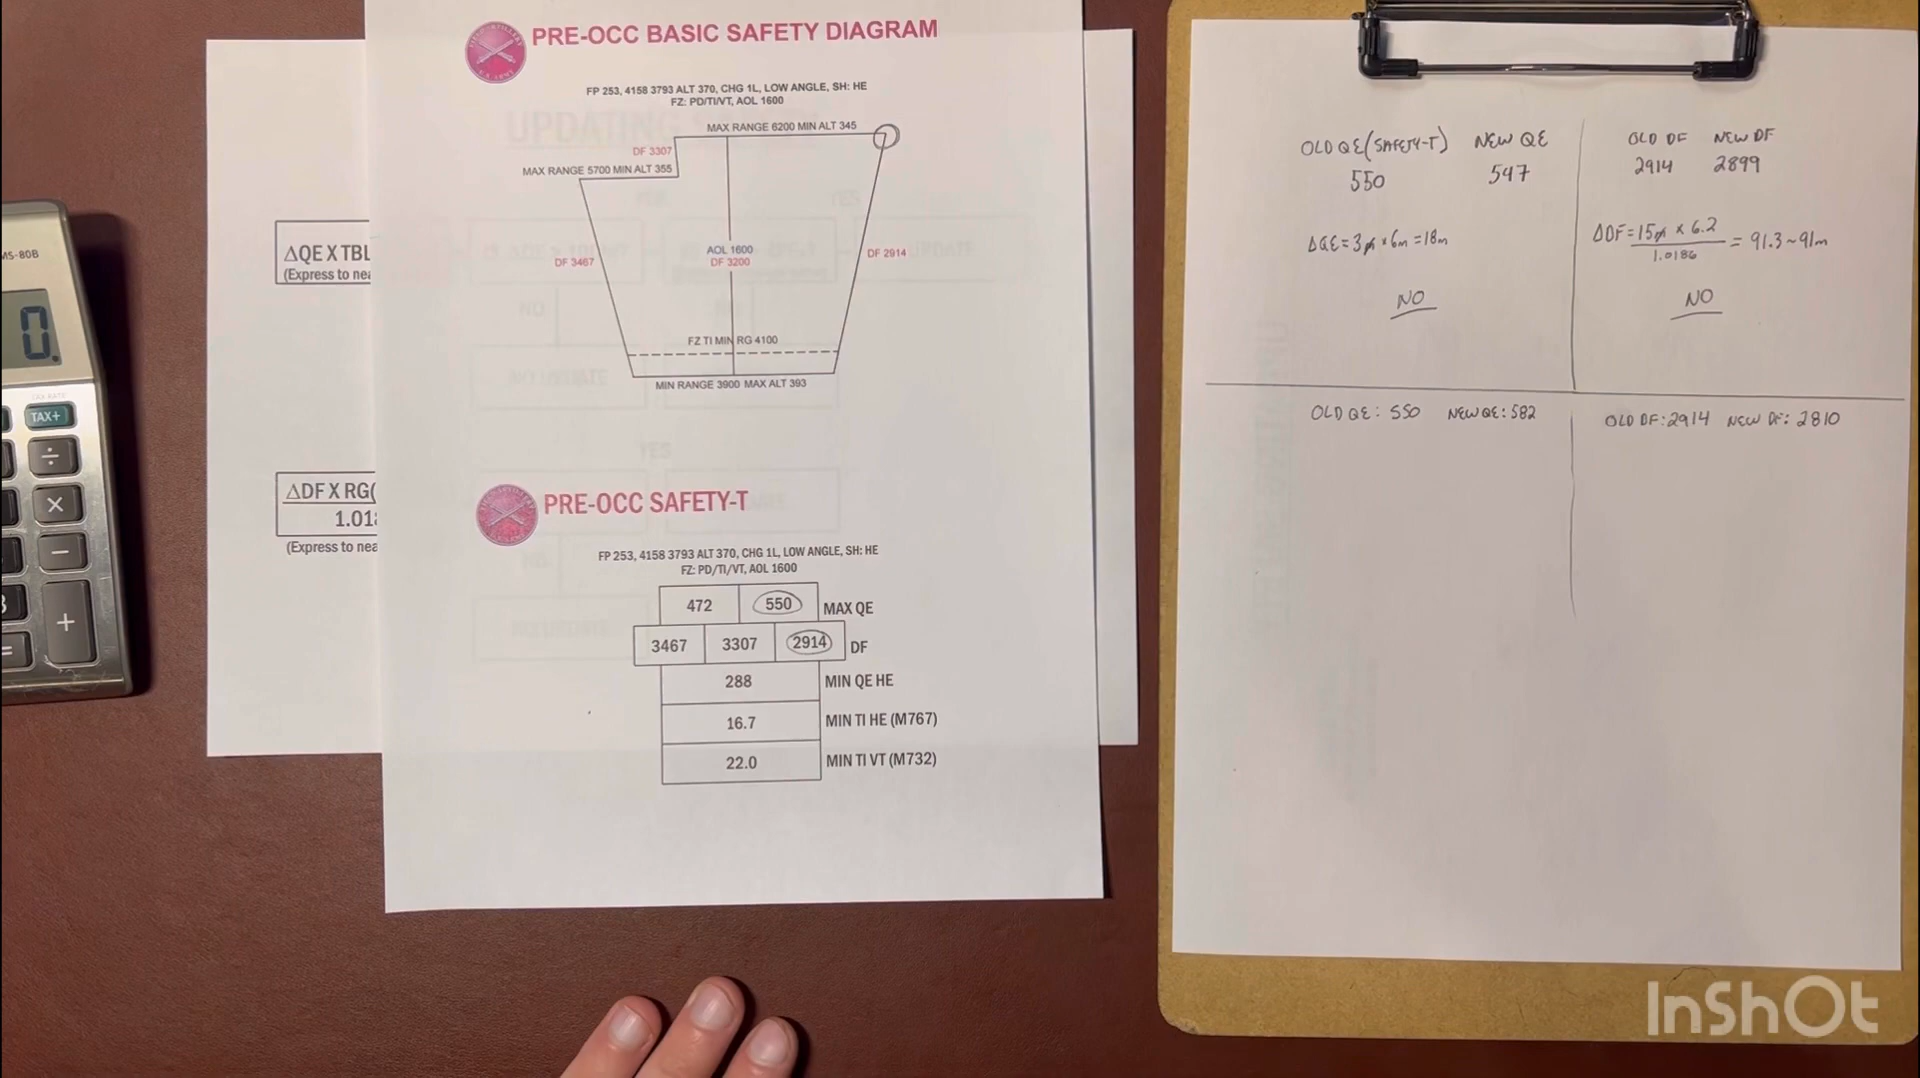 PRE-OCC BASIC SAFETY DIAGRAM
FP 253, 4158 3793 ALT 370, CHG 1L, LOW ANGLE, SH: HE
FZ: PD/TI/VT, AOL 1600
MAX RANGE 6200 MIN ALT 345
DF 3307
MAX RANGE 5700 MIN ALT 355
AOL 1600
DF 3467
DF 3200
DF 2914
FZ TI MIN RG 4100
MIN RANGE 3900 MAX ALT 393
PRE-OCC SAFETY-T
FP 253, 4158 3793 ALT 370, CHG 1L, LOW ANGLE, SH: HE
FZ: PD/TI/VT, AOL 1600
472 550 MAX QE
3467 3307 2914 DF
288 MIN QE HE
16.7 MIN TI HE (M767)
22.0 MIN TI VT (M732)
ΔQE X TBL
(Express to nea
ΔDF X RG(
1.018
(Express to nea
MS-80B
0.
TAX+
÷
×
−
+
=
OLD QE (SAFETY-T) NEW QE
550 547
ΔQE = 3m × 6m = 18m
NO
OLD DF NEW DF
2914 2899
ΔDF = 15m × 6.2 = 91.3 ~ 91m
1.0186
NO
OLD QE: 550 NEW QE: 582
OLD DF: 2914 NEW DF: 2810
InShOt